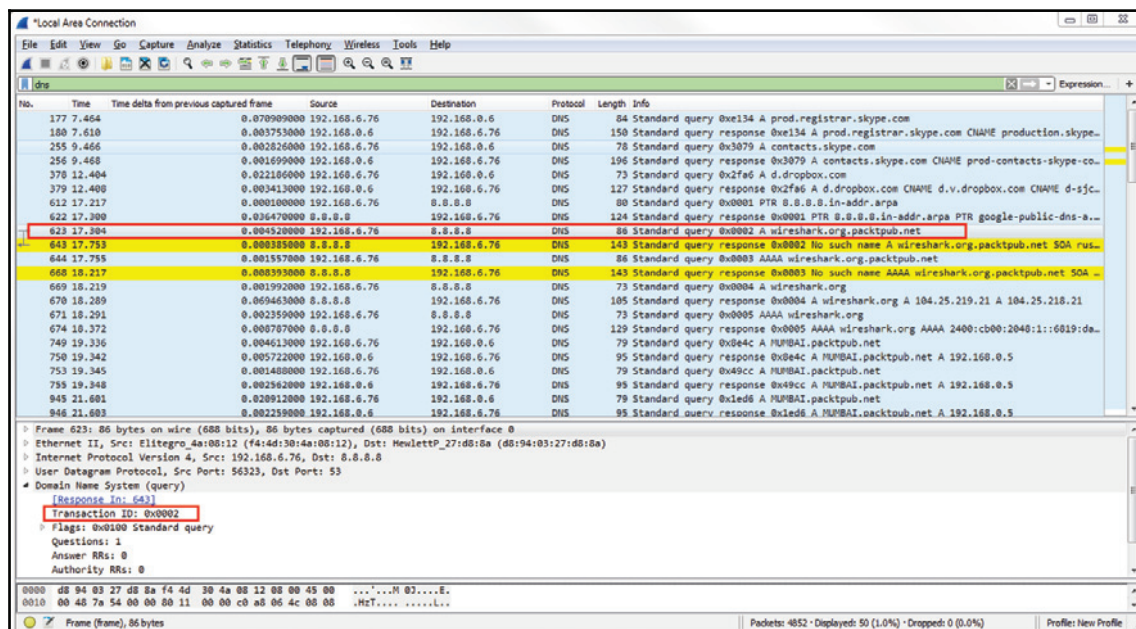 *Local Area Connection
File Edit View Go Capture Analyze Statistics Telephony Wireless Tools Help
dns
Expression... +
No. Time Time delta from previous captured frame Source Destination Protocol Length Info
177 7.464 0.070909000 192.168.6.76 192.168.0.6 DNS 84 Standard query 0xe134 A prod.registrar.skype.com
180 7.610 0.003753000 192.168.0.6 192.168.6.76 DNS 150 Standard query response 0xe134 A prod.registrar.skype.com CNAME production.skype...
255 9.466 0.002826000 192.168.6.76 192.168.0.6 DNS 78 Standard query 0x3079 A contacts.skype.com
256 9.468 0.001699000 192.168.0.6 192.168.6.76 DNS 196 Standard query response 0x3079 A contacts.skype.com CNAME prod-contacts-skype-co...
378 12.404 0.022186000 192.168.6.76 192.168.0.6 DNS 73 Standard query 0x2fa6 A d.dropbox.com
379 12.408 0.003413000 192.168.0.6 192.168.6.76 DNS 127 Standard query response 0x2fa6 A d.dropbox.com CNAME d.v.dropbox.com CNAME d-sjc...
612 17.217 0.000100000 192.168.6.76 8.8.8.8 DNS 80 Standard query 0x0001 PTR 8.8.8.8.in-addr.arpa
622 17.300 0.036470000 8.8.8.8 192.168.6.76 DNS 124 Standard query response 0x0001 PTR 8.8.8.8.in-addr.arpa PTR google-public-dns-a....
623 17.304 0.004520000 192.168.6.76 8.8.8.8 DNS 86 Standard query 0x0002 A wireshark.org.packtpub.net
643 17.753 0.000385000 8.8.8.8 192.168.6.76 DNS 143 Standard query response 0x0002 No such name A wireshark.org.packtpub.net SOA rus...
644 17.755 0.001557000 192.168.6.76 8.8.8.8 DNS 86 Standard query 0x0003 AAAA wireshark.org.packtpub.net
668 18.217 0.008393000 8.8.8.8 192.168.6.76 DNS 143 Standard query response 0x0003 No such name AAAA wireshark.org.packtpub.net SOA ...
669 18.219 0.001992000 192.168.6.76 8.8.8.8 DNS 73 Standard query 0x0004 A wireshark.org
670 18.289 0.069463000 8.8.8.8 192.168.6.76 DNS 105 Standard query response 0x0004 A wireshark.org A 104.25.219.21 A 104.25.218.21
671 18.291 0.002359000 192.168.6.76 8.8.8.8 DNS 73 Standard query 0x0005 AAAA wireshark.org
674 18.372 0.008787000 8.8.8.8 192.168.6.76 DNS 129 Standard query response 0x0005 AAAA wireshark.org AAAA 2400:cb00:2048:1::6819:da...
749 19.336 0.004613000 192.168.6.76 192.168.0.6 DNS 79 Standard query 0x8e4c A MUMBAI.packtpub.net
750 19.342 0.005722000 192.168.0.6 192.168.6.76 DNS 95 Standard query response 0x8e4c A MUMBAI.packtpub.net A 192.168.0.5
753 19.345 0.001488000 192.168.6.76 192.168.0.6 DNS 79 Standard query 0x49cc A MUMBAI.packtpub.net
755 19.348 0.002562000 192.168.0.6 192.168.6.76 DNS 95 Standard query response 0x49cc A MUMBAI.packtpub.net A 192.168.0.5
945 21.601 0.020912000 192.168.6.76 192.168.0.6 DNS 79 Standard query 0x1ed6 A MUMBAI.packtpub.net
946 21.603 0.002259000 192.168.0.6 192.168.6.76 DNS 95 Standard query response 0x1ed6 A MUMBAI.packtpub.net A 192.168.0.5
Frame 623: 86 bytes on wire (688 bits), 86 bytes captured (688 bits) on interface 0
Ethernet II, Src: Elitegro_4a:08:12 (f4:4d:30:4a:08:12), Dst: HewlettP_27:d8:8a (d8:94:03:27:d8:8a)
Internet Protocol Version 4, Src: 192.168.6.76, Dst: 8.8.8.8
User Datagram Protocol, Src Port: 56323, Dst Port: 53
Domain Name System (query)
[Response In: 643]
Transaction ID: 0x0002
Flags: 0x0100 Standard query
Questions: 1
Answer RRs: 0
Authority RRs: 0
0000 d8 94 03 27 d8 8a f4 4d 30 4a 08 12 08 00 45 00 ...'...M 0J....E.
0010 00 48 7a 54 00 00 80 11 00 00 c0 a8 06 4c 08 08 .HzT.... .....L..
Frame (frame), 86 bytes Packets: 4852 · Displayed: 50 (1.0%) · Dropped: 0 (0.0%) Profile: New Profile